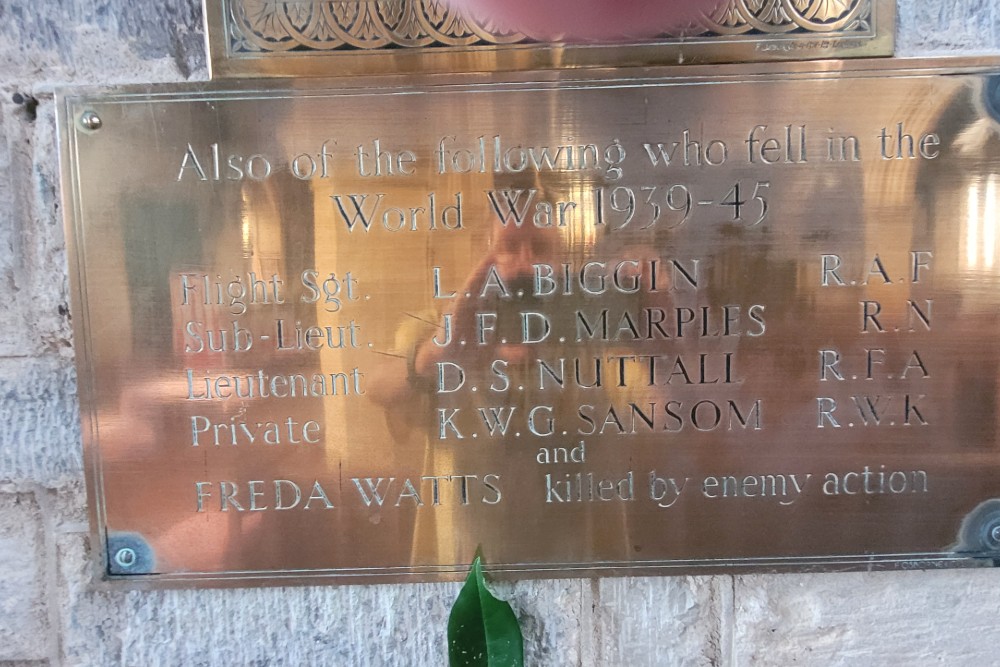 Also of the following who fell in the
World War 1939-45
Flight Sgt. L.A. BIGGIN R.A.F
Sub-Lieut. J.F.D. MARPLES R.N
Lieutenant D.S. NUTTALL R.F.A
Private K.W.G. SANSOM R.W.K
and
FREDA WATTS killed by enemy action